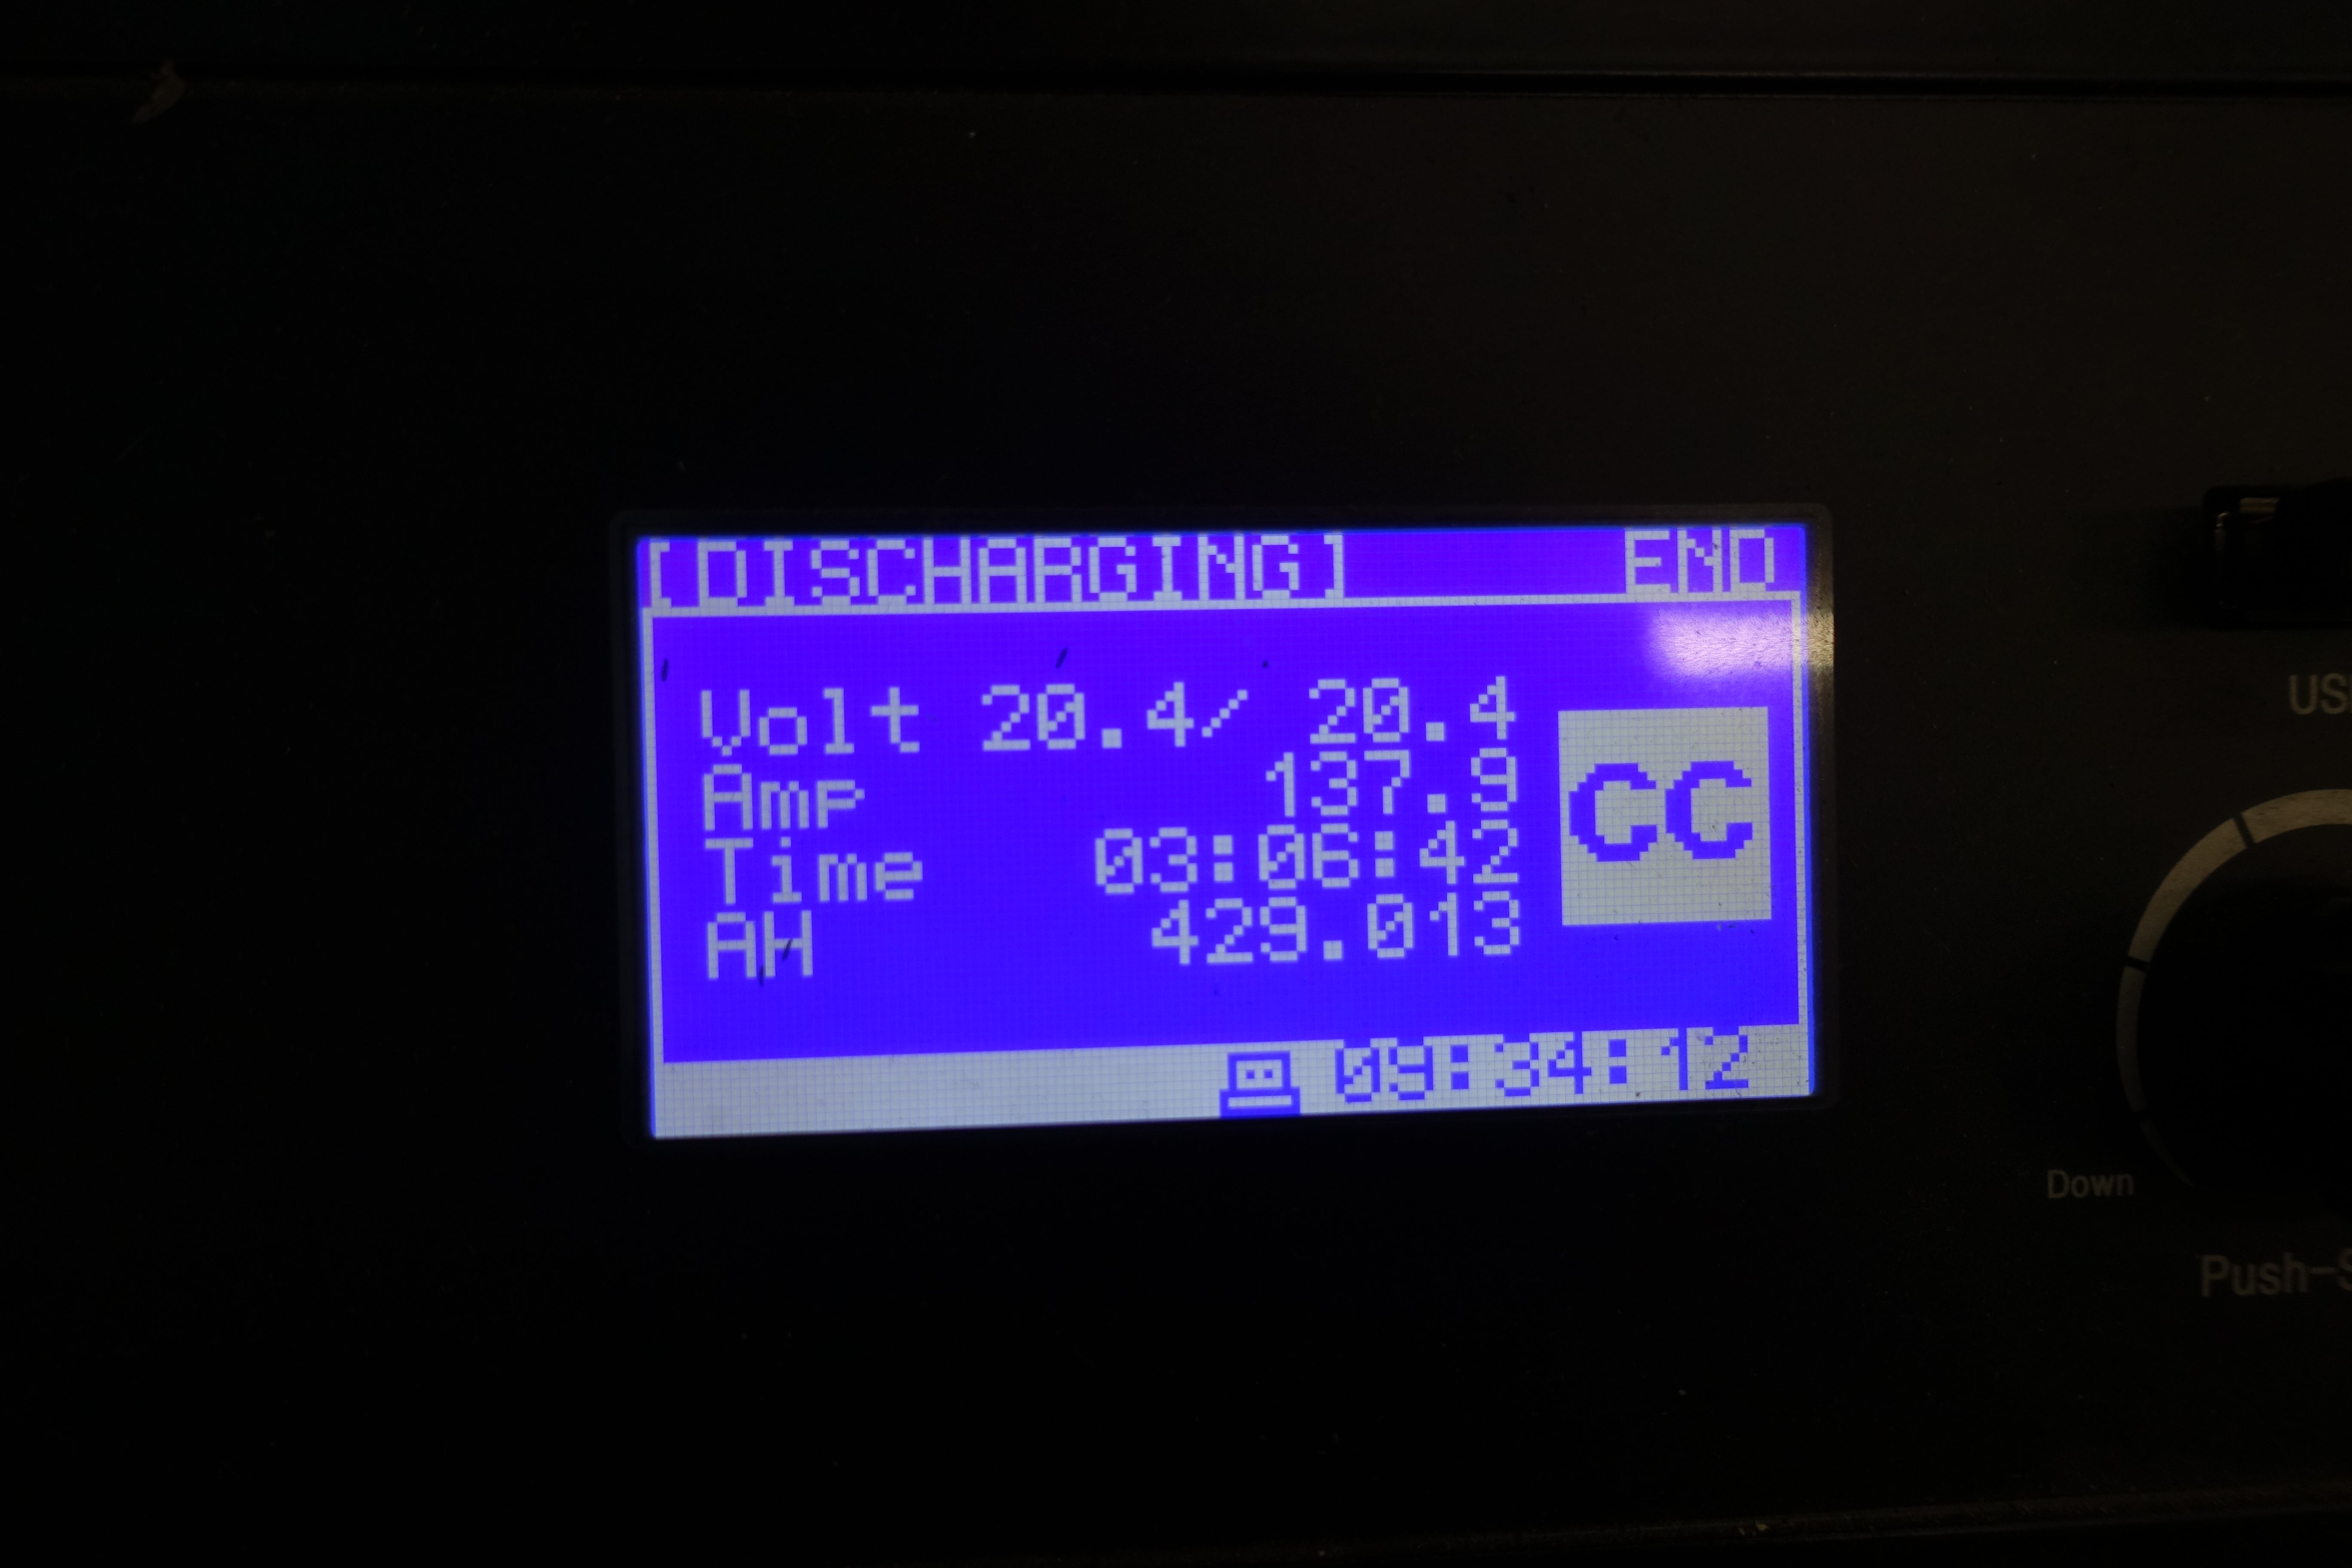 [DISCHARGING] END
Volt 20.4/ 20.4
Amp 137.9
Time 03:06:42
AH 429.013
CC
09:34:12
Down